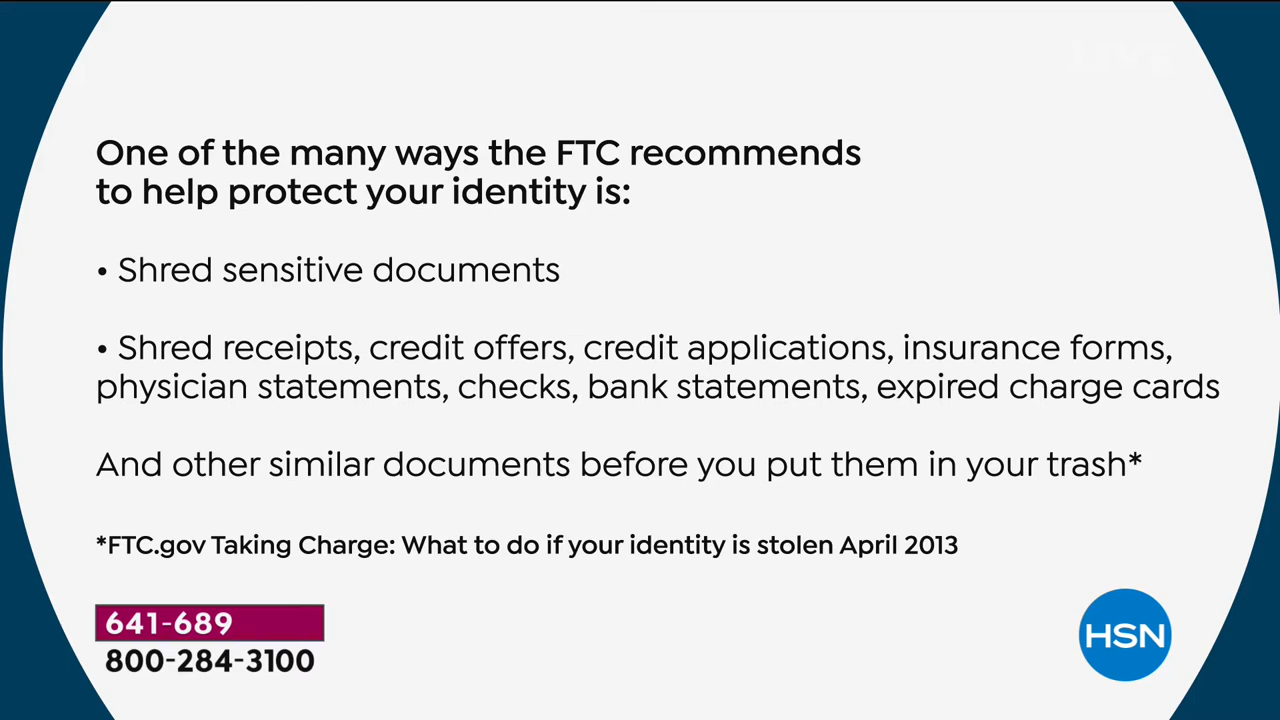 One of the many ways the FTC recommends
to help protect your identity is:
• Shred sensitive documents
• Shred receipts, credit offers, credit applications, insurance forms,
physician statements, checks, bank statements, expired charge cards
And other similar documents before you put them in your trash*
*FTC.gov Taking Charge: What to do if your identity is stolen April 2013
641-689
800-284-3100
HSN